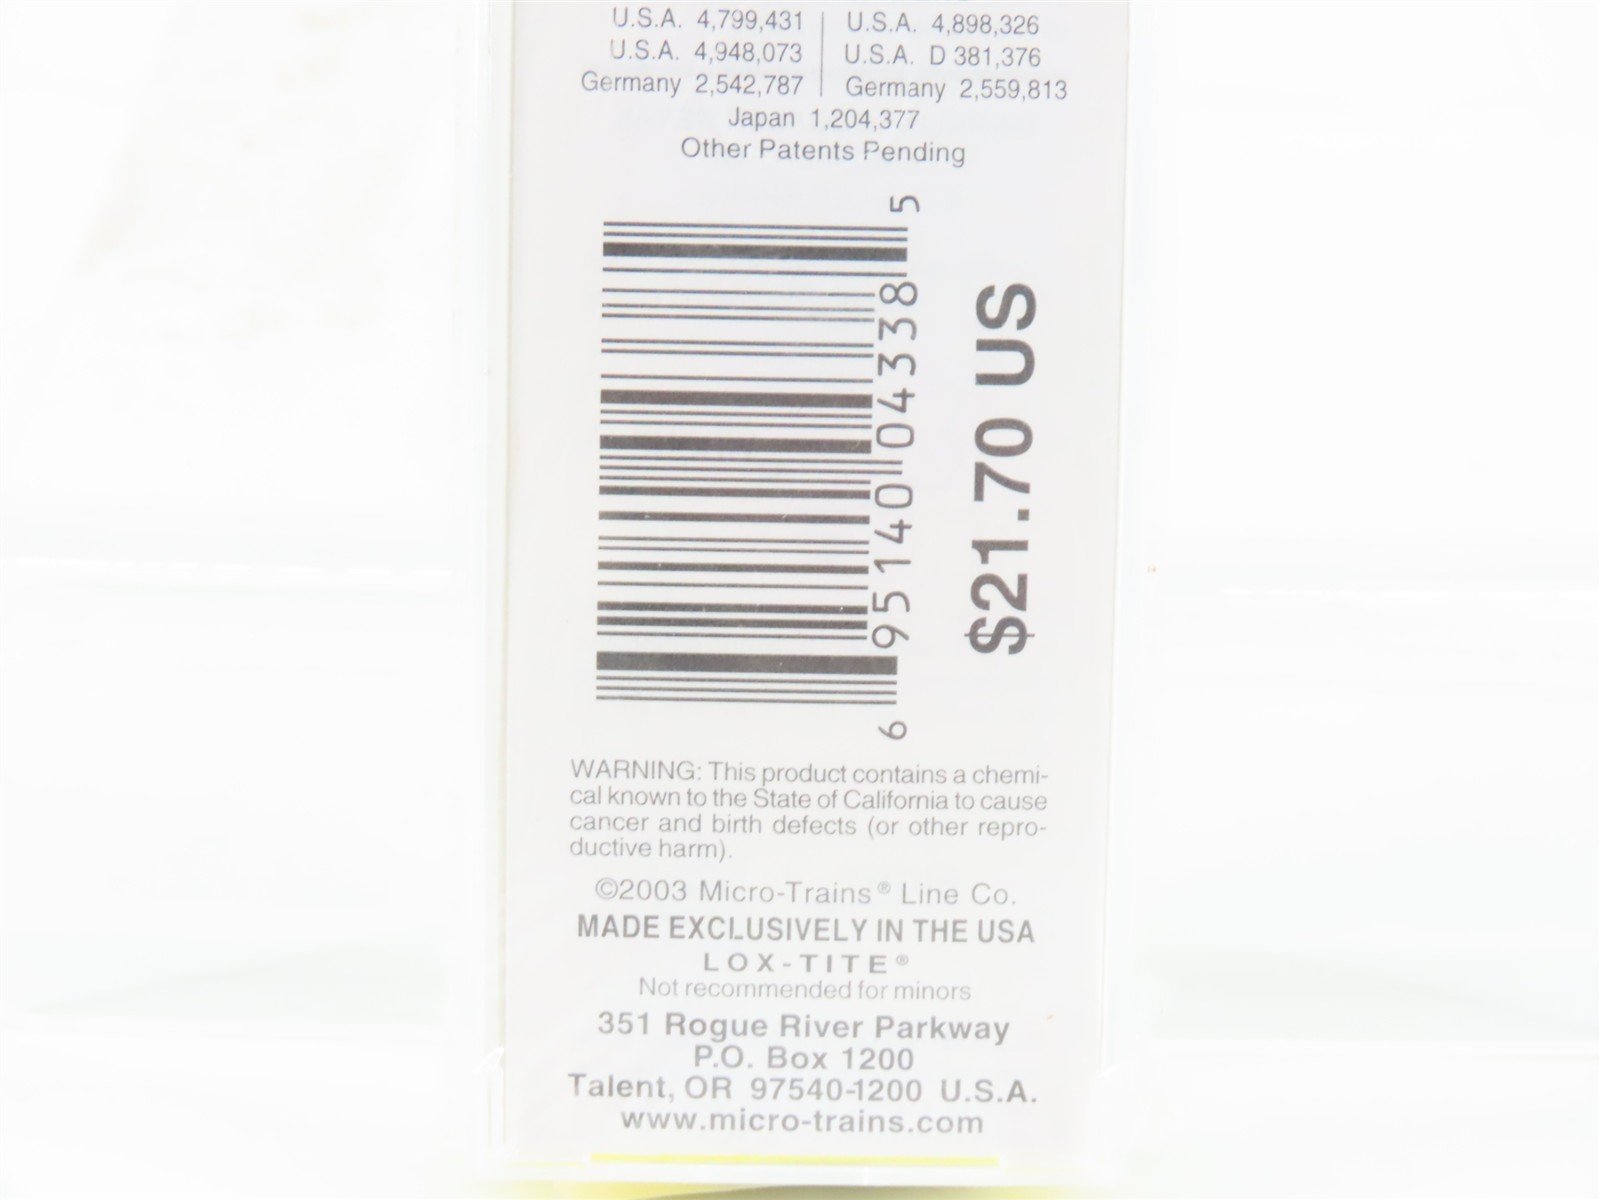 U.S.A. 4,799,431 U.S.A. 4,898,326
U.S.A. 4,948,073 U.S.A. D 381,376
Germany 2,542,787 Germany 2,559,813
Japan 1,204,377
Other Patents Pending
6 95140 04338 5
$21.70 US
WARNING: This product contains a chemi-
cal known to the State of California to cause
cancer and birth defects (or other repro-
ductive harm).
©2003 Micro-Trains® Line Co.
MADE EXCLUSIVELY IN THE USA
LOX-TITE®
Not recommended for minors
351 Rogue River Parkway
P.O. Box 1200
Talent, OR 97540-1200 U.S.A.
www.micro-trains.com